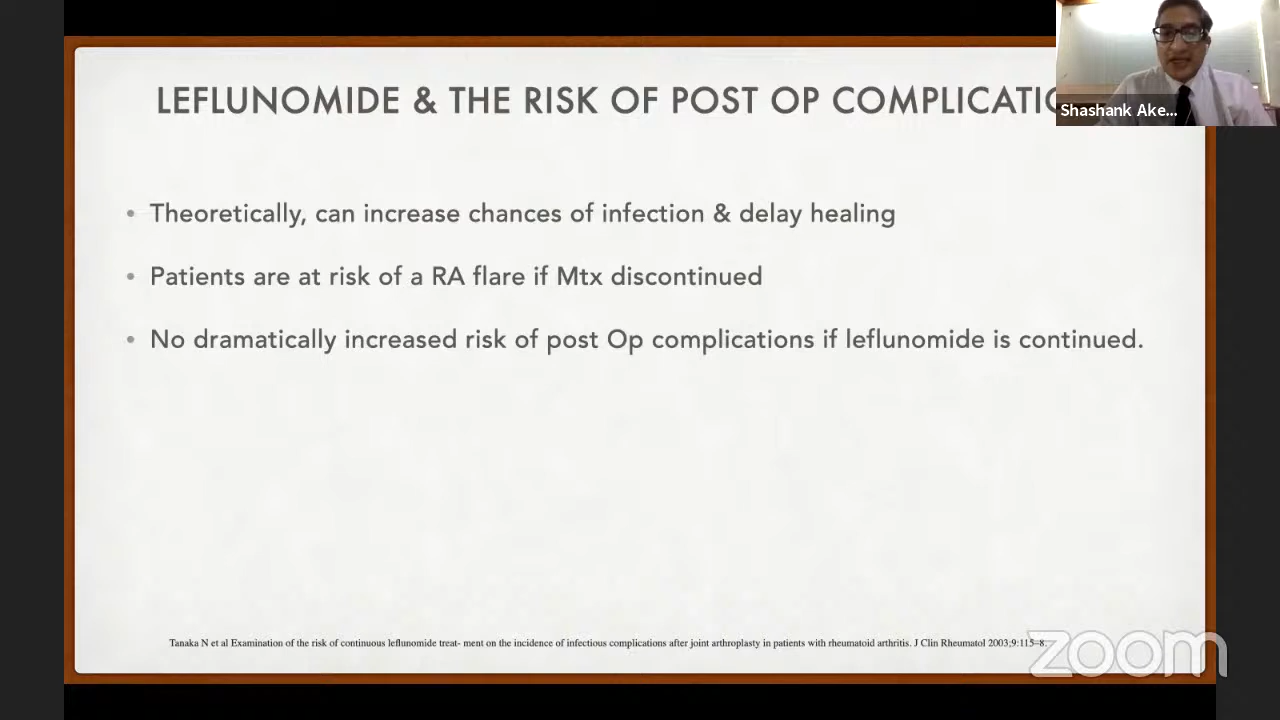 LEFLUNOMIDE & THE RISK OF POST OP COMPLICATIO
Shashank Ake...
• Theoretically, can increase chances of infection & delay healing
• Patients are at risk of a RA flare if Mtx discontinued
• No dramatically increased risk of post Op complications if leflunomide is continued.
Tanaka N et al Examination of the risk of continuous leflunomide treat- ment on the incidence of infectious complications after joint arthroplasty in patients with rheumatoid arthritis. J Clin Rheumatol 2003;9:115–8.
zoom